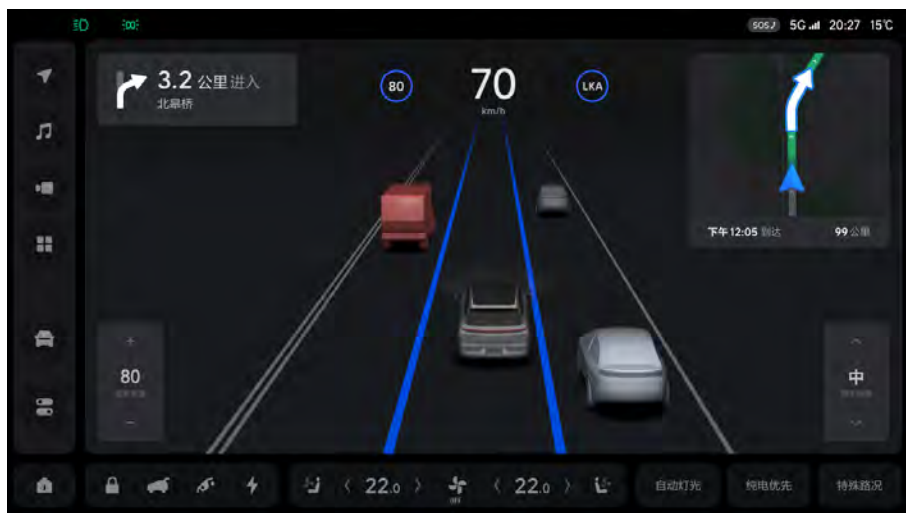 SOS 5G 20:27 15℃
3.2 公里进入
北皋桥
80
70
km/h
LKA
下午12:05 到达 99 公里
+
80
−
中
22.0
OFF
22.0
自动灯光
纯电优先
特殊路况